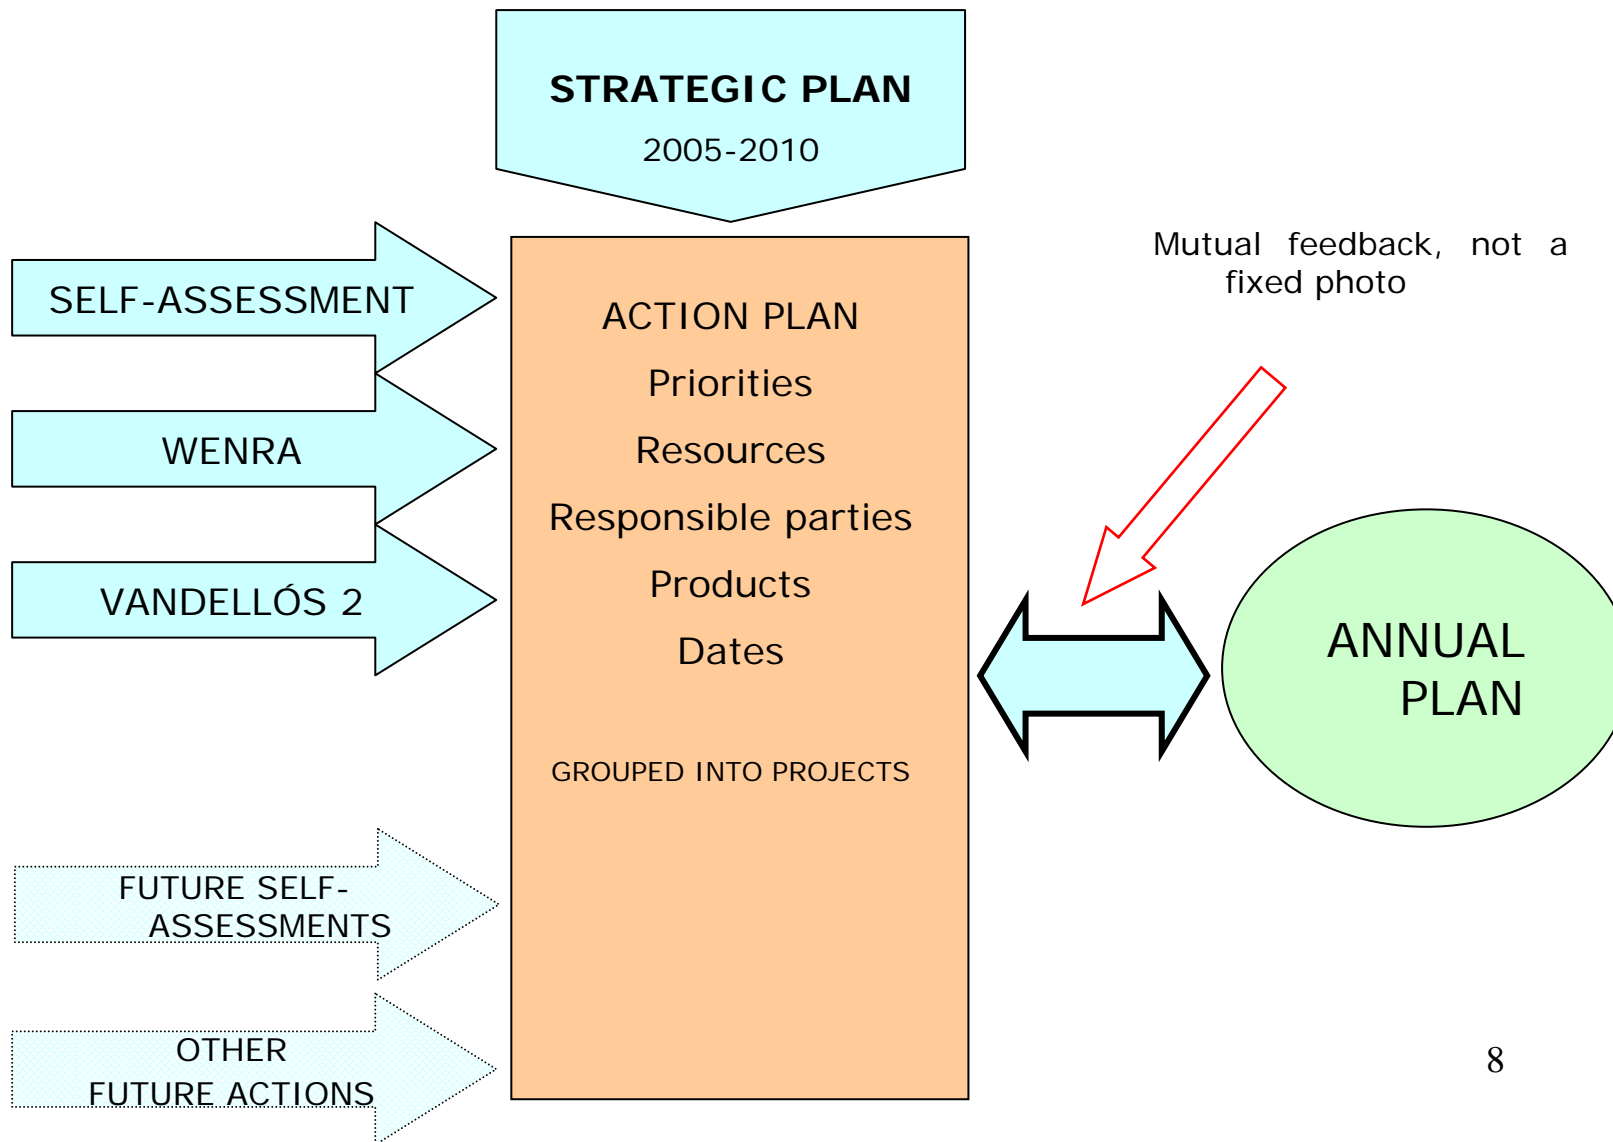 STRATEGIC PLAN
2005-2010
SELF-ASSESSMENT
WENRA
VANDELLÓS 2
FUTURE SELF-
ASSESSMENTS
OTHER
FUTURE ACTIONS
ACTION PLAN
Priorities
Resources
Responsible parties
Products
Dates
GROUPED INTO PROJECTS
Mutual feedback, not a
fixed photo
ANNUAL
PLAN
8